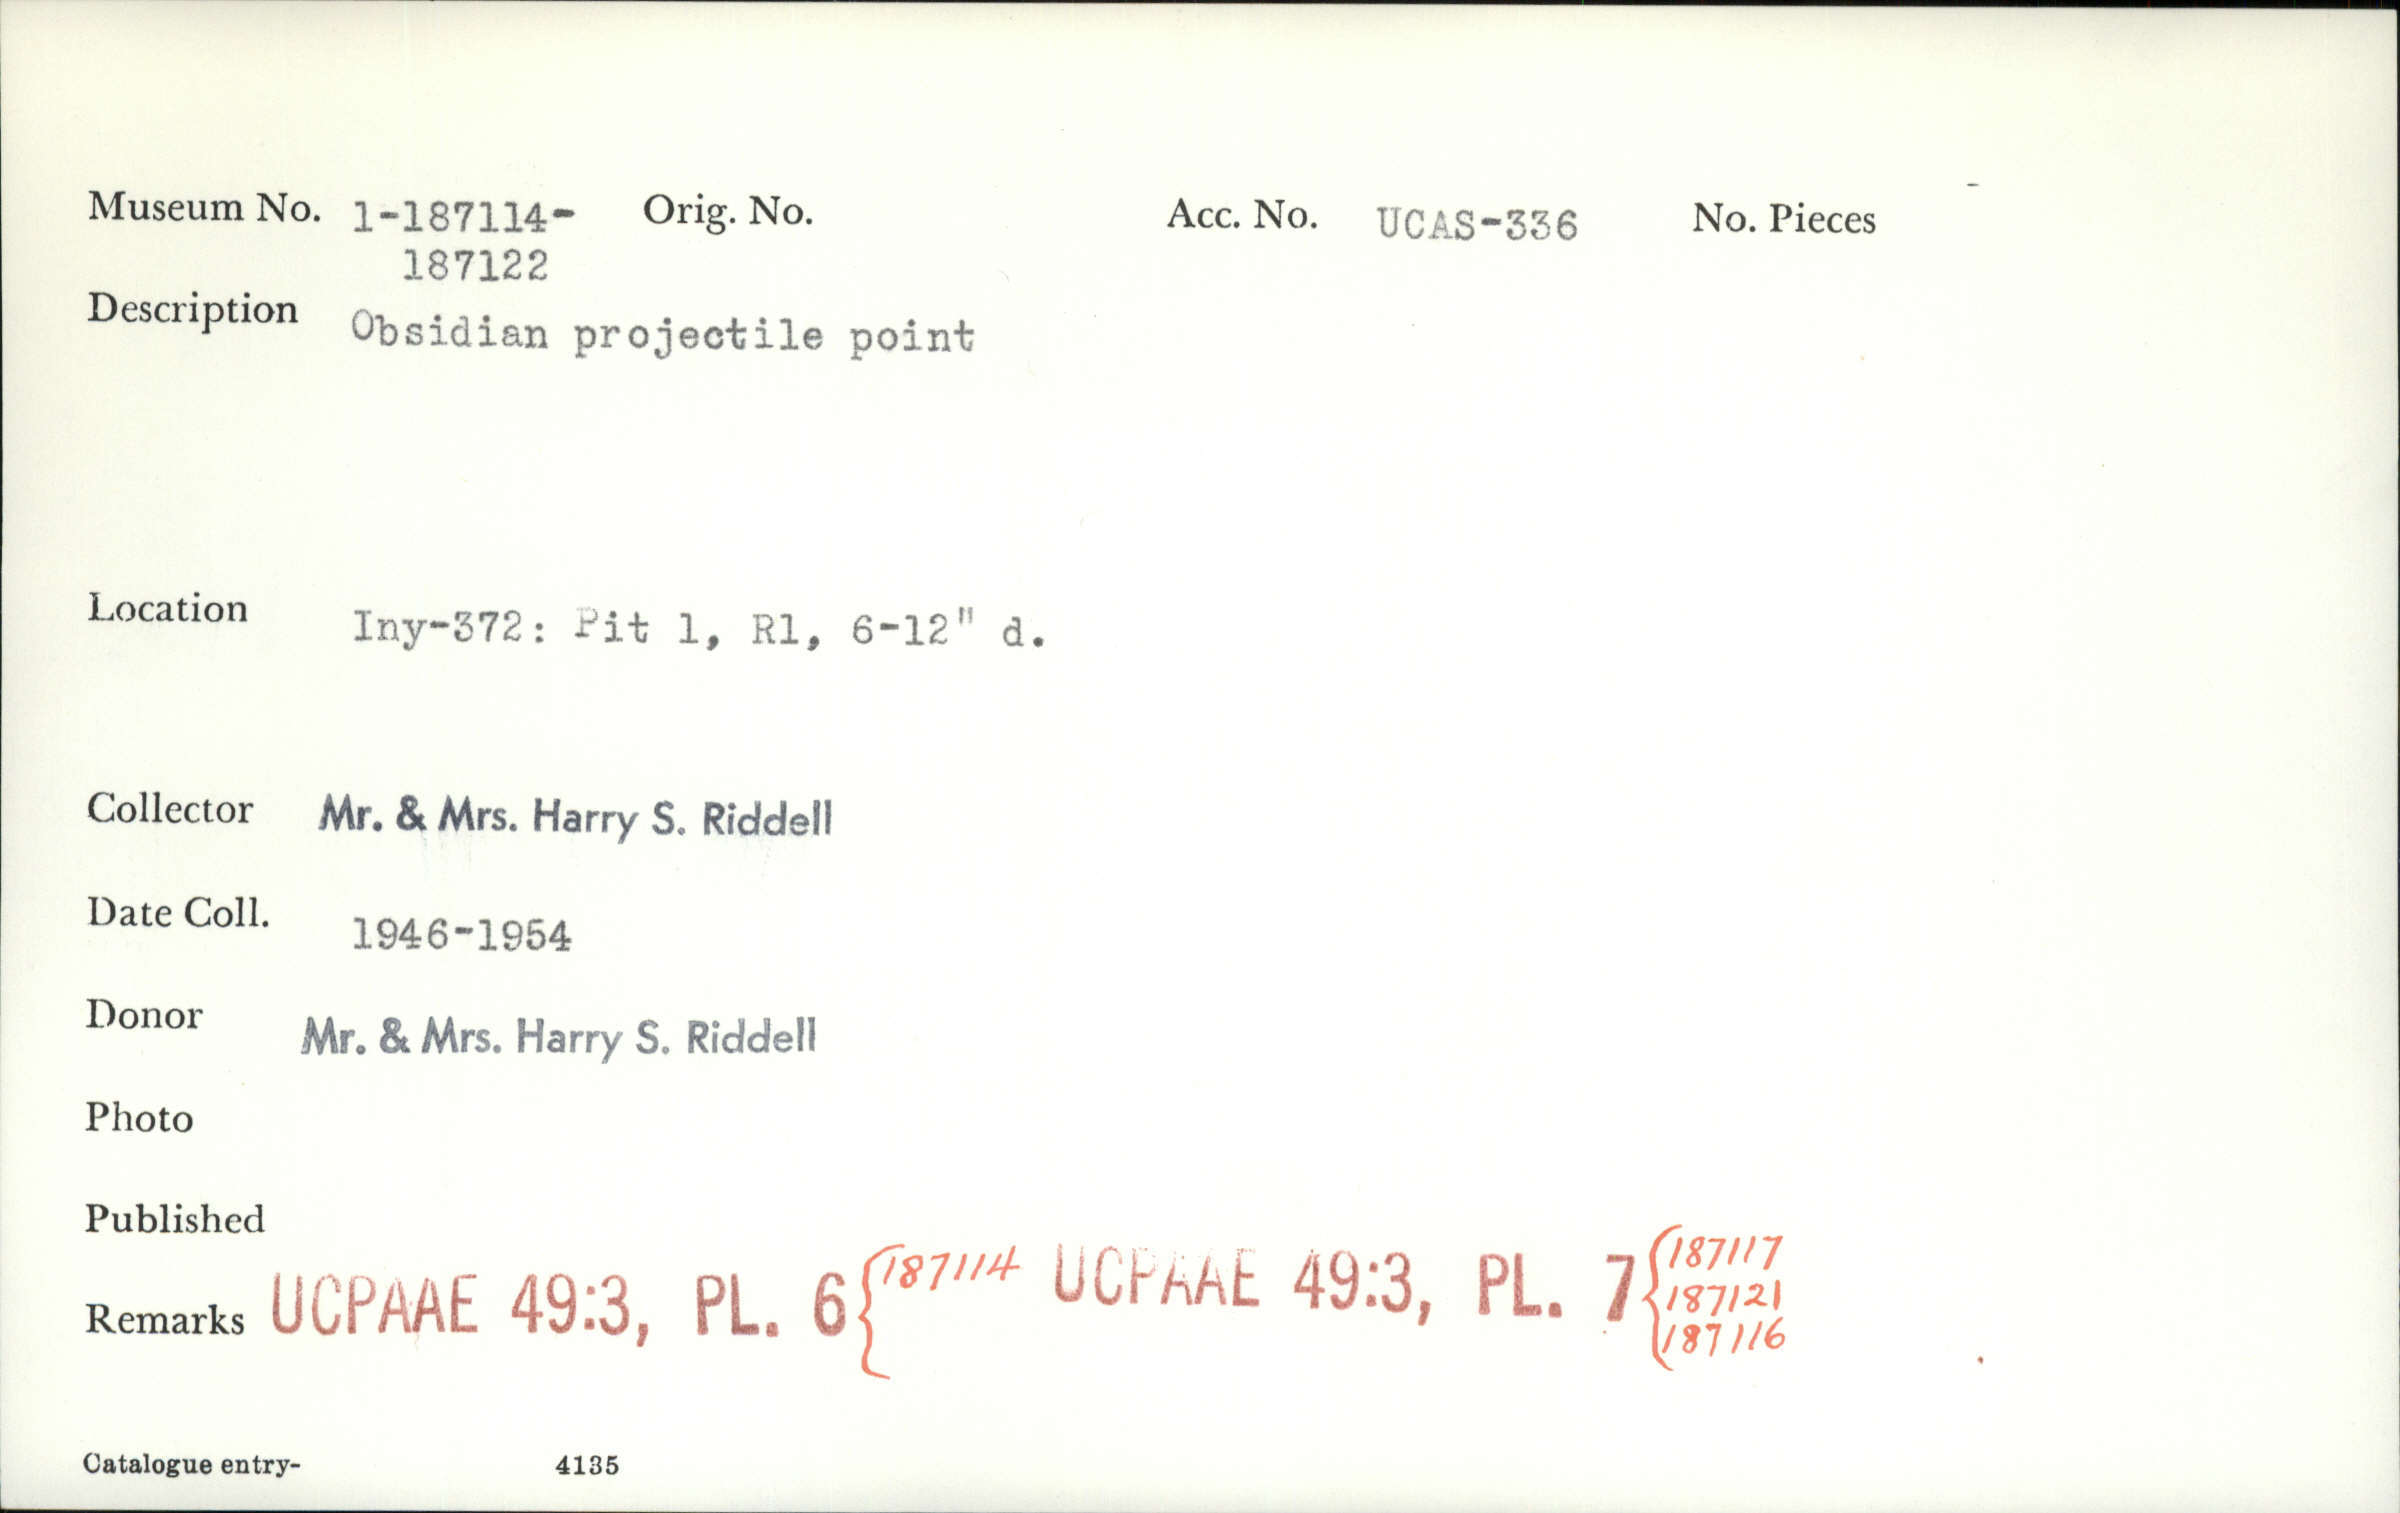 Museum No. 1-187114- Orig. No. Acc. No. UCAS-336 No. Pieces
187122
Description Obsidian projectile point
Location Iny-372: Pit 1, R1, 6-12" d.
Collector Mr. & Mrs. Harry S. Riddell
Date Coll. 1946-1954
Donor Mr. & Mrs. Harry S. Riddell
Photo
Published
Remarks UCPAAE 49:3, PL. 6 { 187114 UCPAAE 49:3, PL. 7 { 187117
187121
187116
Catalogue entry- 4135